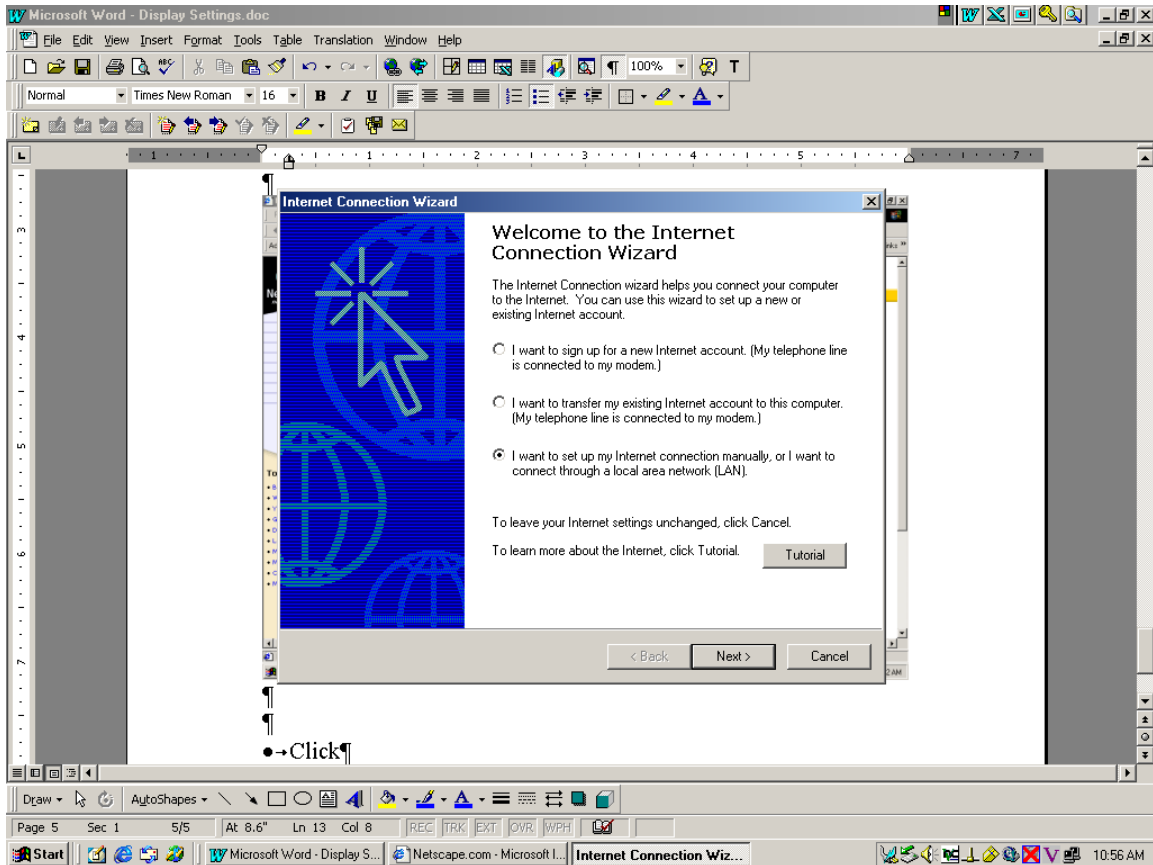 Microsoft Word - Display Settings.doc
File Edit View Insert Format Tools Table Translation Window Help
100%
Normal Times New Roman 16 B I U
1 1 2 3 4 5 7
¶
Internet Connection Wizard
Welcome to the Internet
Connection Wizard
The Internet Connection wizard helps you connect your computer
to the Internet. You can use this wizard to set up a new or
existing Internet account.
I want to sign up for a new Internet account. (My telephone line
is connected to my modem.)
I want to transfer my existing Internet account to this computer.
(My telephone line is connected to my modem.)
I want to set up my Internet connection manually, or I want to
connect through a local area network (LAN).
To leave your Internet settings unchanged, click Cancel.
To learn more about the Internet, click Tutorial.
Tutorial
< Back Next > Cancel
¶
¶
●→Click¶
Draw AutoShapes
Page 5 Sec 1 5/5 At 8.6" Ln 13 Col 8 REC TRK EXT OVR WPH
Start Microsoft Word - Display S... Netscape.com - Microsoft I... Internet Connection Wiz... 10:56 AM